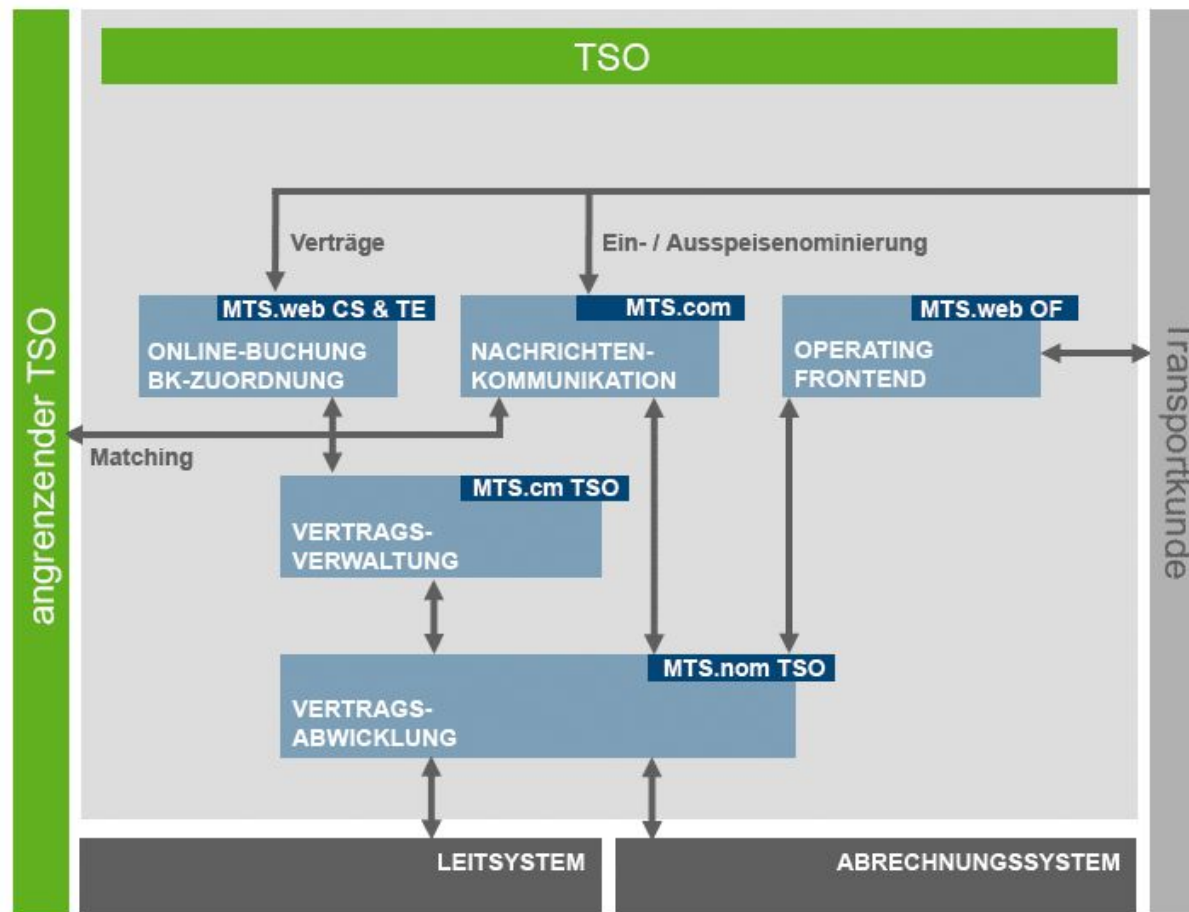 TSO
angrenzender TSO
Transportkunde
Verträge
Ein- / Ausspeisenominierung
MTS.web CS & TE
ONLINE-BUCHUNG
BK-ZUORDNUNG
MTS.com
NACHRICHTEN-
KOMMUNIKATION
MTS.web OF
OPERATING
FRONTEND
Matching
MTS.cm TSO
VERTRAGS-
VERWALTUNG
MTS.nom TSO
VERTRAGS-
ABWICKLUNG
LEITSYSTEM
ABRECHNUNGSSYSTEM